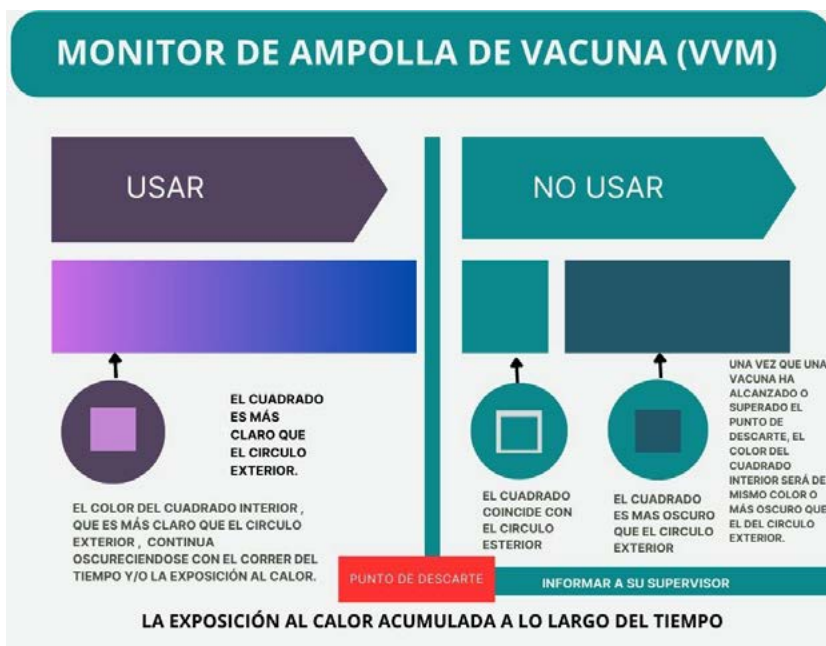 MONITOR DE AMPOLLA DE VACUNA (VVM)
USAR
NO USAR
EL CUADRADO
ES MÁS
CLARO QUE
EL CIRCULO
EXTERIOR.
EL COLOR DEL CUADRADO INTERIOR ,
QUE ES MÁS CLARO QUE EL CIRCULO
EXTERIOR , CONTINUA
OSCURECIENDOSE CON EL CORRER DEL
TIEMPO Y/O LA EXPOSICIÓN AL CALOR.
EL CUADRADO
COINCIDE CON
EL CIRCULO
ESTERIOR
EL CUADRADO
ES MAS OSCURO
QUE EL CIRCULO
EXTERIOR
UNA VEZ QUE UNA
VACUNA HA
ALCANZADO O
SUPERADO EL
PUNTO DE
DESCARTE, EL
COLOR DEL
CUADRADO
INTERIOR SERÁ DE
MISMO COLOR O
MÁS OSCURO QUE
EL DEL CIRCULO
EXTERIOR.
PUNTO DE DESCARTE
INFORMAR A SU SUPERVISOR
LA EXPOSICIÓN AL CALOR ACUMULADA A LO LARGO DEL TIEMPO